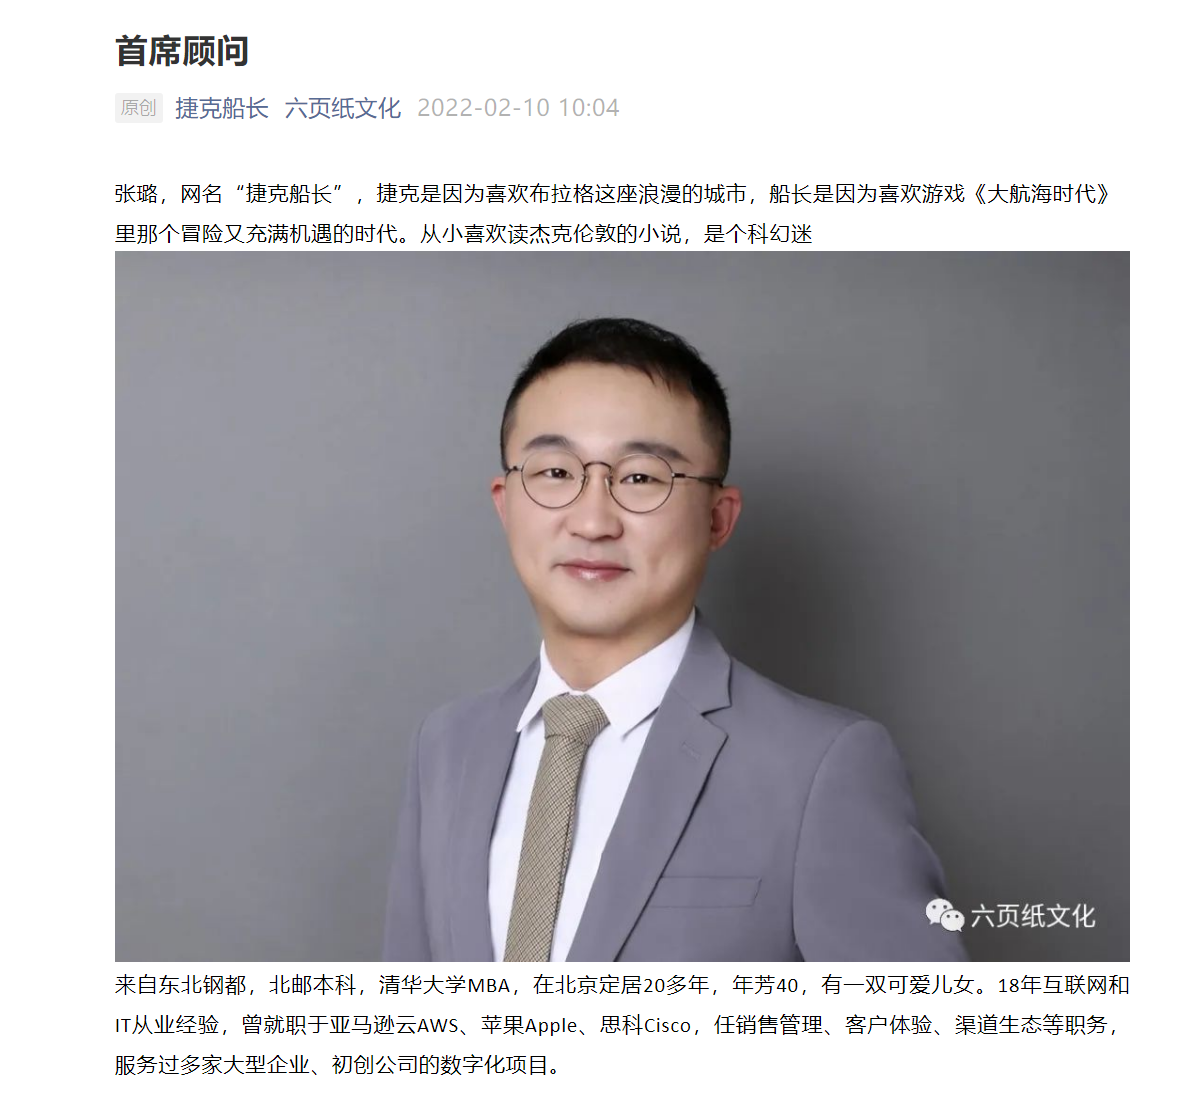 首席顾问
原创 捷克船长 六页纸文化 2022-02-10 10:04
张璐，网名“捷克船长”，捷克是因为喜欢布拉格这座浪漫的城市，船长是因为喜欢游戏《大航海时代》
里那个冒险又充满机遇的时代。从小喜欢读杰克伦敦的小说，是个科幻迷
六页纸文化
来自东北钢都，北邮本科，清华大学MBA，在北京定居20多年，年芳40，有一双可爱儿女。18年互联网和
IT从业经验，曾就职于亚马逊云AWS、苹果Apple、思科Cisco，任销售管理、客户体验、渠道生态等职务，
服务过多家大型企业、初创公司的数字化项目。